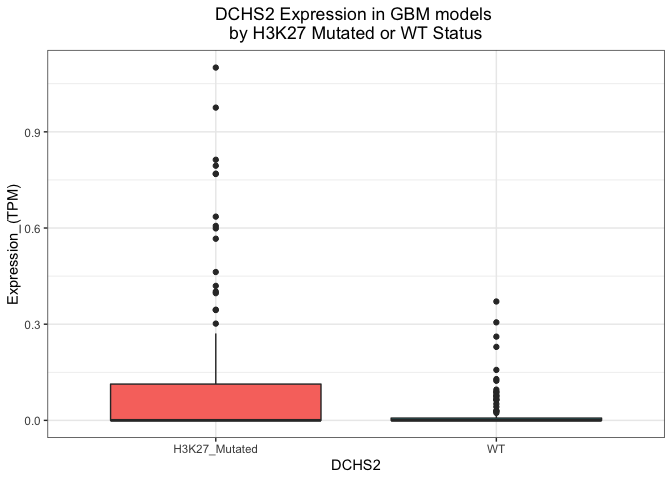 DCHS2 Expression in GBM models
by H3K27 Mutated or WT Status
Expression_(TPM)
0.9
0.6
0.3
0.0
H3K27_Mutated
WT
DCHS2